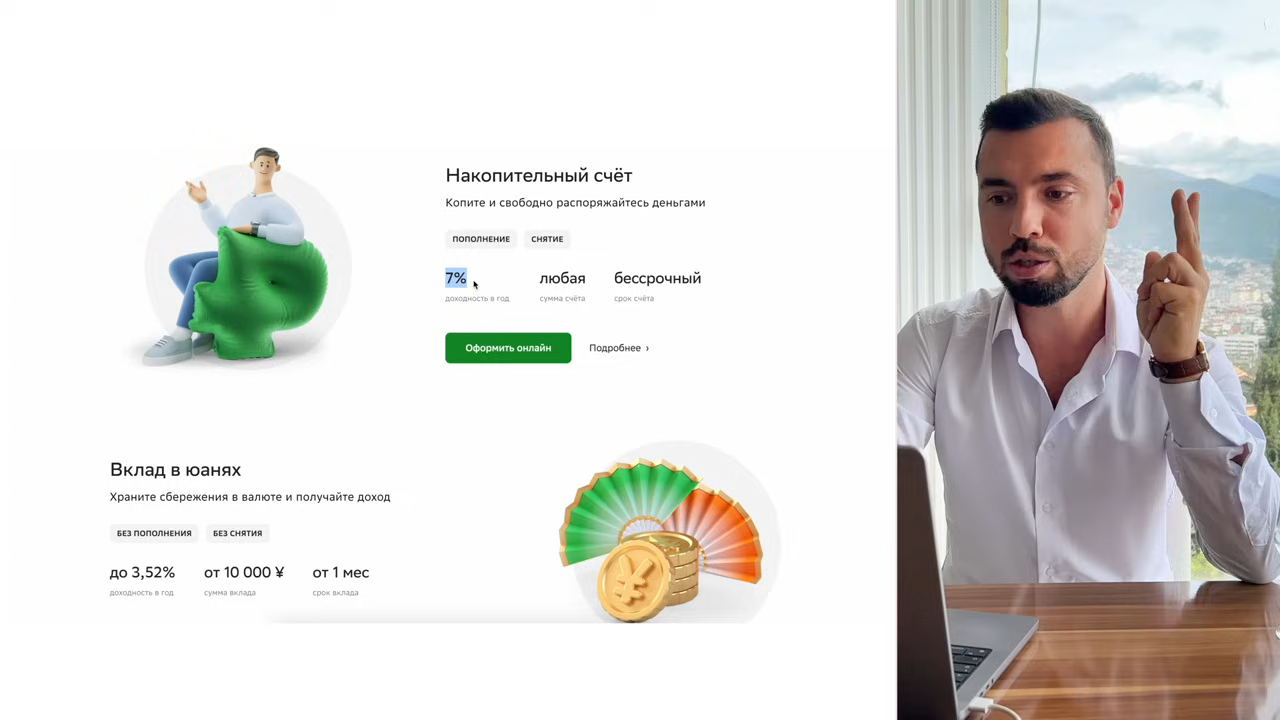 Накопительный счёт
Копите и свободно распоряжайтесь деньгами
ПОПОЛНЕНИЕ СНЯТИЕ
7% любая бессрочный
доходность в год сумма счёта срок счёта
Оформить онлайн Подробнее ›
Вклад в юанях
Храните сбережения в валюте и получайте доход
БЕЗ ПОПОЛНЕНИЯ БЕЗ СНЯТИЯ
до 3,52% от 10 000 ¥ от 1 мес
доходность в год сумма вклада срок вклада